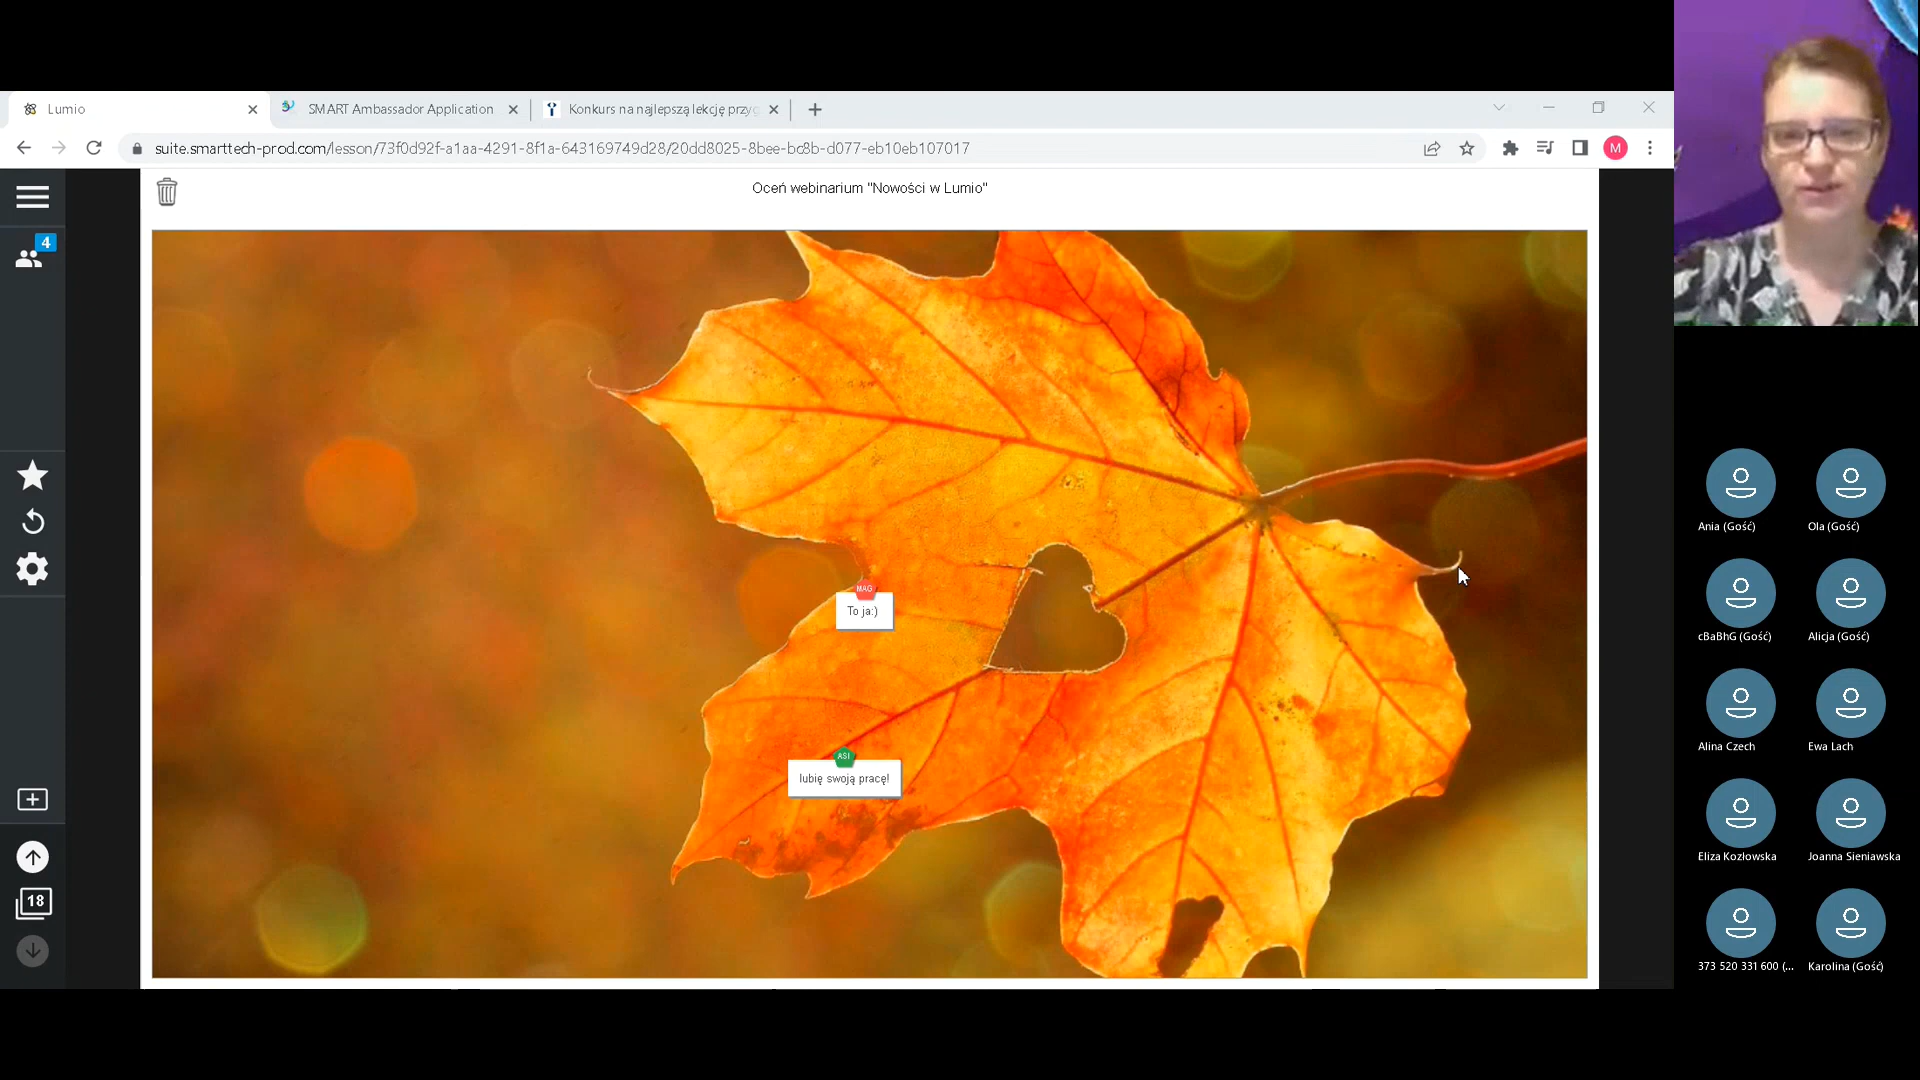 Lumio
SMART Ambassador Application
Konkurs na najlepszą lekcję przyg
suite.smarttech-prod.com/lesson/73f0d92f-a1aa-4291-8f1a-643169749d28/20dd8025-8bee-bc8b-d077-eb10eb107017
M
Oceń webinarium "Nowości w Lumio"
4
MAG
To ja:)
ASI
lubię swoją pracę!
18
Ania (Gość)
Ola (Gość)
cBaBhG (Gość)
Alicja (Gość)
Alina Czech
Ewa Lach
Eliza Kozłowska
Joanna Sieniawska
373 520 331 600 (...
Karolina (Gość)